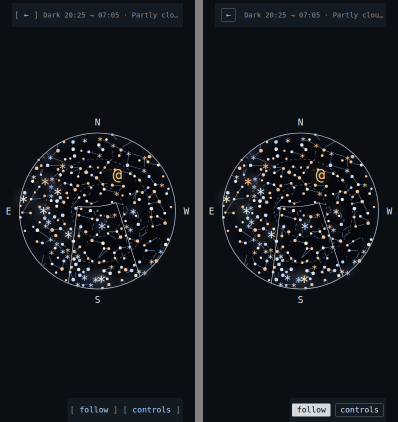 [ ← ] Dark 20:25 → 07:05 · Partly clo…
N
E
W
@
S
[ follow ] [ controls ]
← Dark 20:25 → 07:05 · Partly clou…
N
E
W
@
S
follow controls